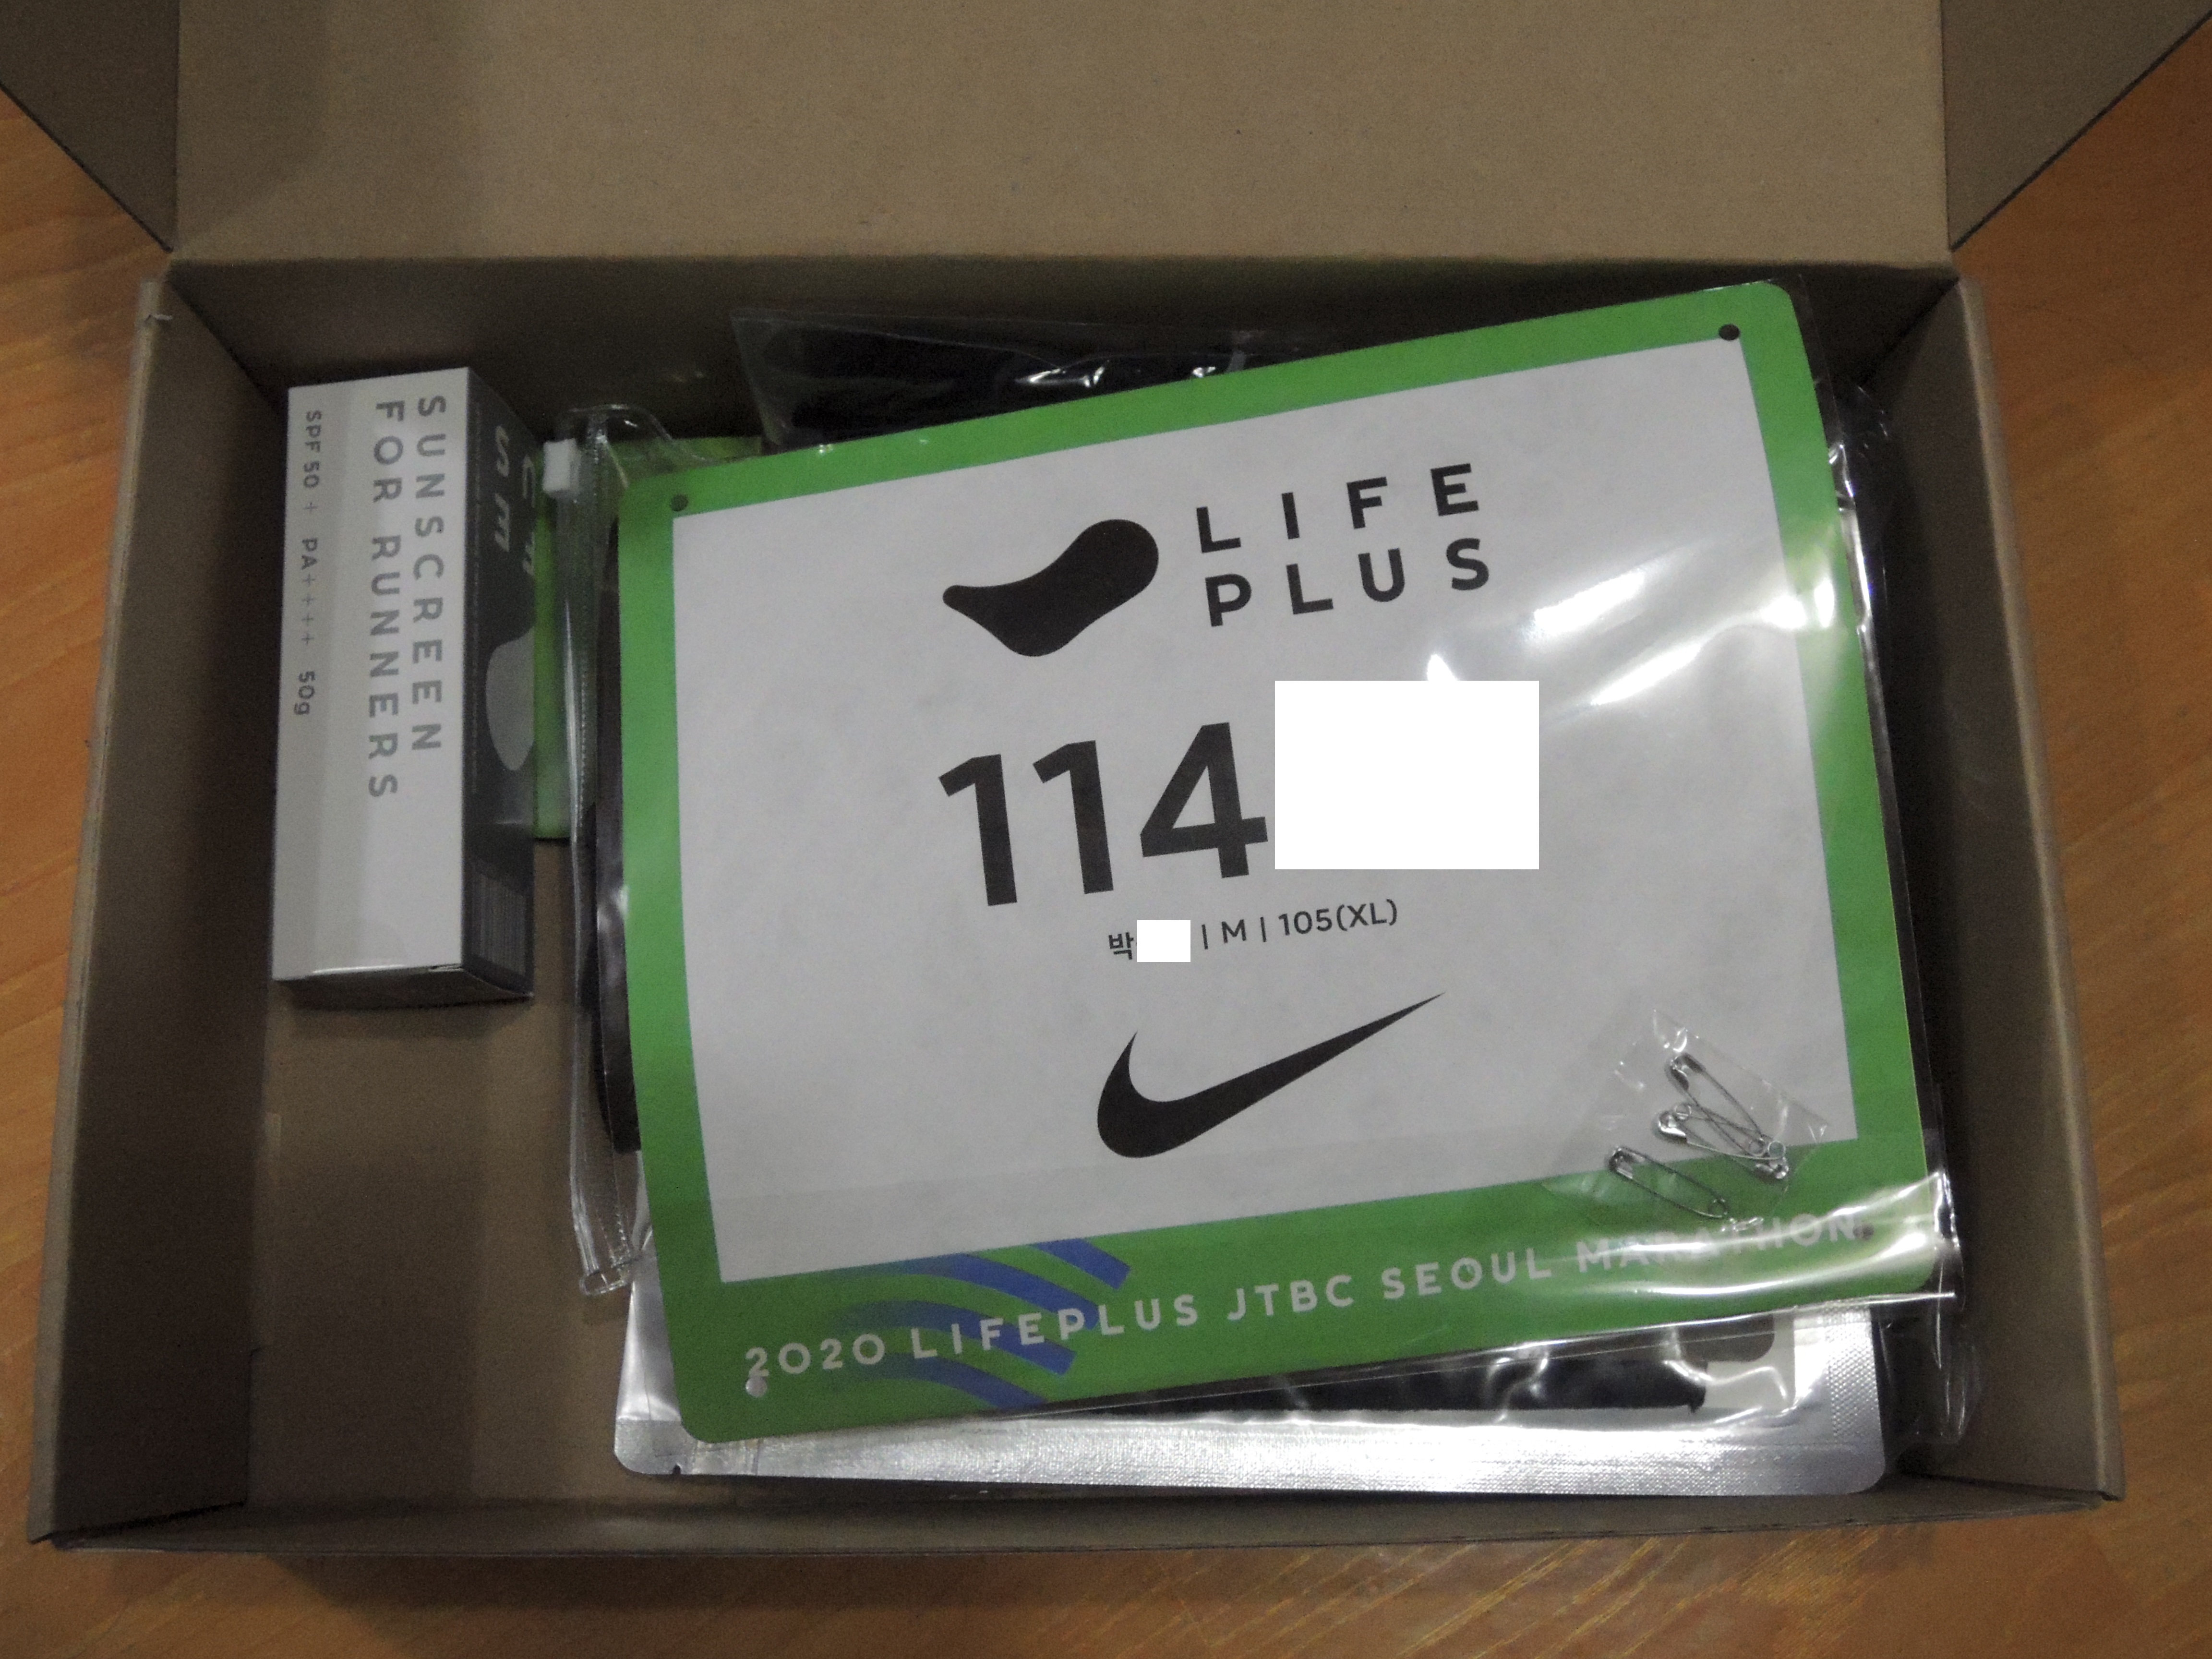 SUNSCREEN
FOR RUNNERS
SPF 50 + PA++++ 50g
LIFE
PLUS
114
박 | M | 105(XL)
2020 LIFEPLUS JTBC SEOUL MARATHON